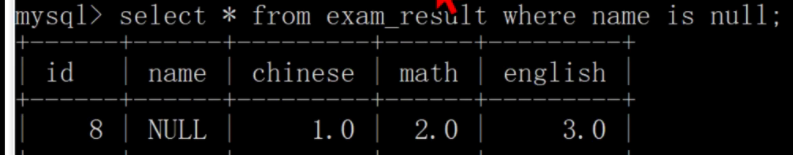 mysql> select * from exam_result where name is null;
+------+------+---------+------+---------+
| id | name | chinese | math | english |
+------+------+---------+------+---------+
| 8 | NULL | 1.0 | 2.0 | 3.0 |